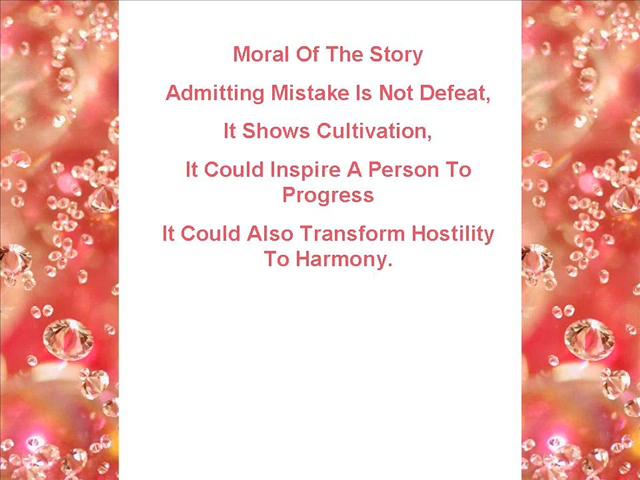 Moral Of The Story
Admitting Mistake Is Not Defeat,
It Shows Cultivation,
It Could Inspire A Person To
Progress
It Could Also Transform Hostility
To Harmony.